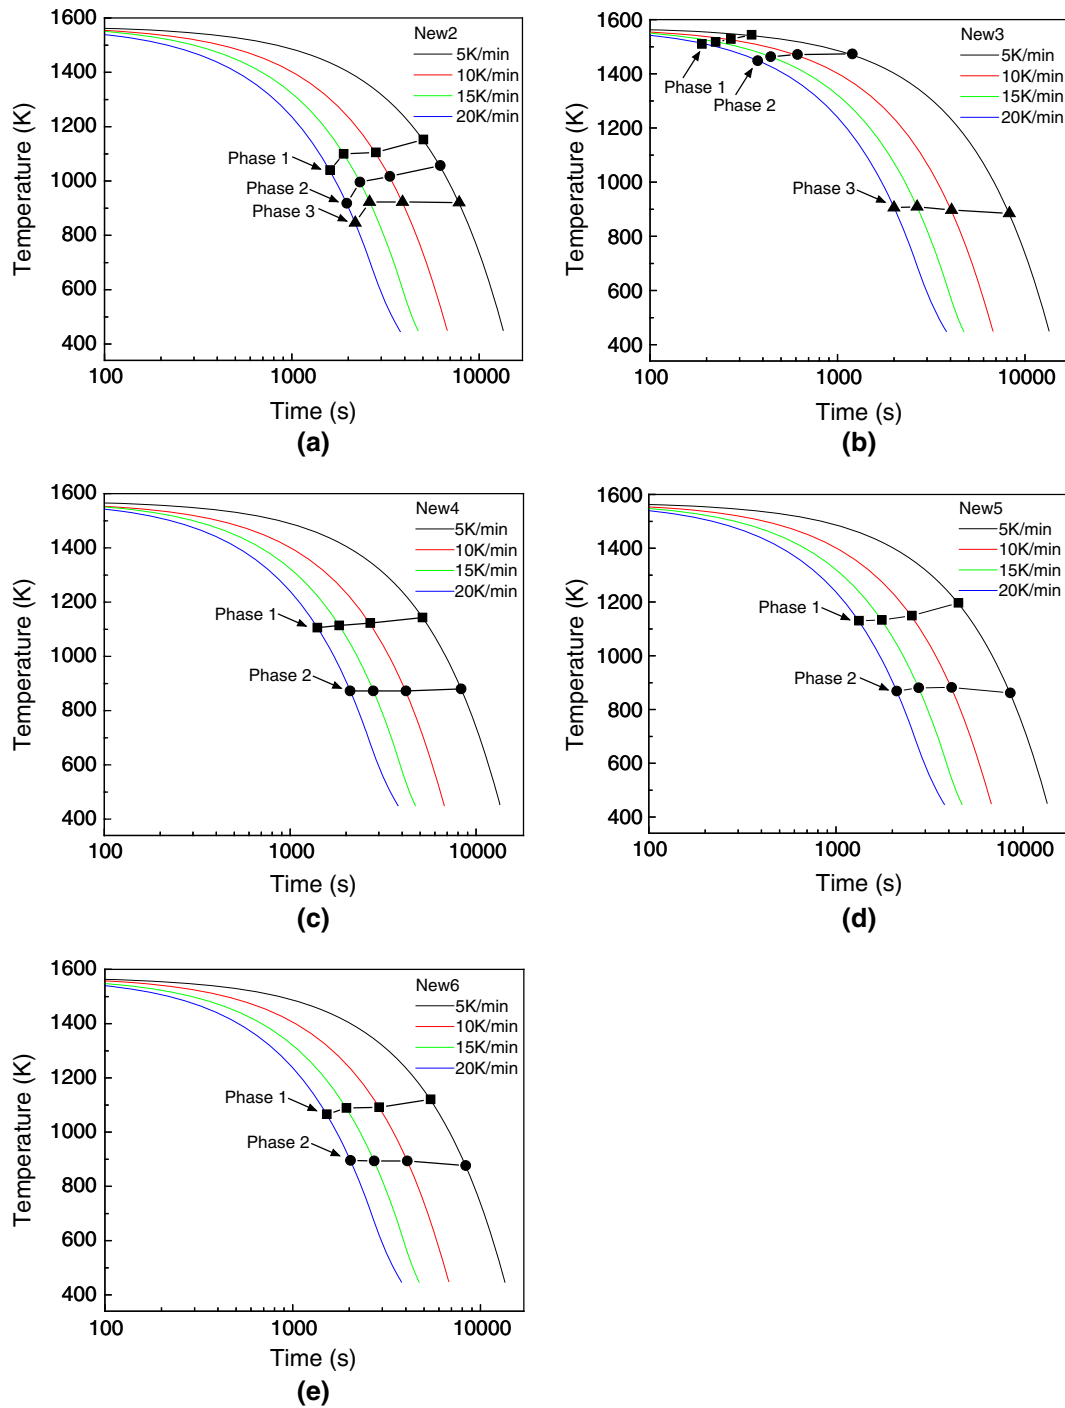 1600
1400
1200
1000
800
600
400
Temperature (K)
New2
5K/min
10K/min
15K/min
20K/min
Phase 1
Phase 2
Phase 3
100
1000
10000
Time (s)
(a)
1600
1400
1200
1000
800
600
400
Temperature (K)
New3
5K/min
10K/min
15K/min
20K/min
Phase 1
Phase 2
Phase 3
100
1000
10000
Time (s)
(b)
1600
1400
1200
1000
800
600
400
Temperature (K)
New4
5K/min
10K/min
15K/min
20K/min
Phase 1
Phase 2
100
1000
10000
Time (s)
(c)
1600
1400
1200
1000
800
600
400
Temperature (K)
New5
5K/min
10K/min
15K/min
20K/min
Phase 1
Phase 2
100
1000
10000
Time (s)
(d)
1600
1400
1200
1000
800
600
400
Temperature (K)
New6
5K/min
10K/min
15K/min
20K/min
Phase 1
Phase 2
100
1000
10000
Time (s)
(e)